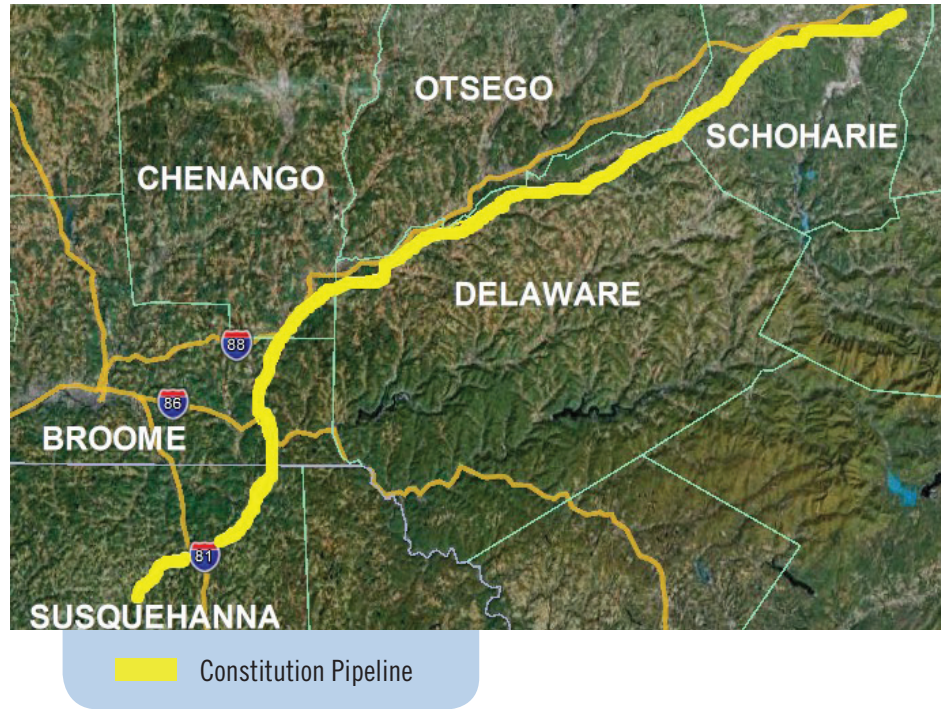 OTSEGO
SCHOHARIE
CHENANGO
DELAWARE
88
86
BROOME
81
SUSQUEHANNA
Constitution Pipeline